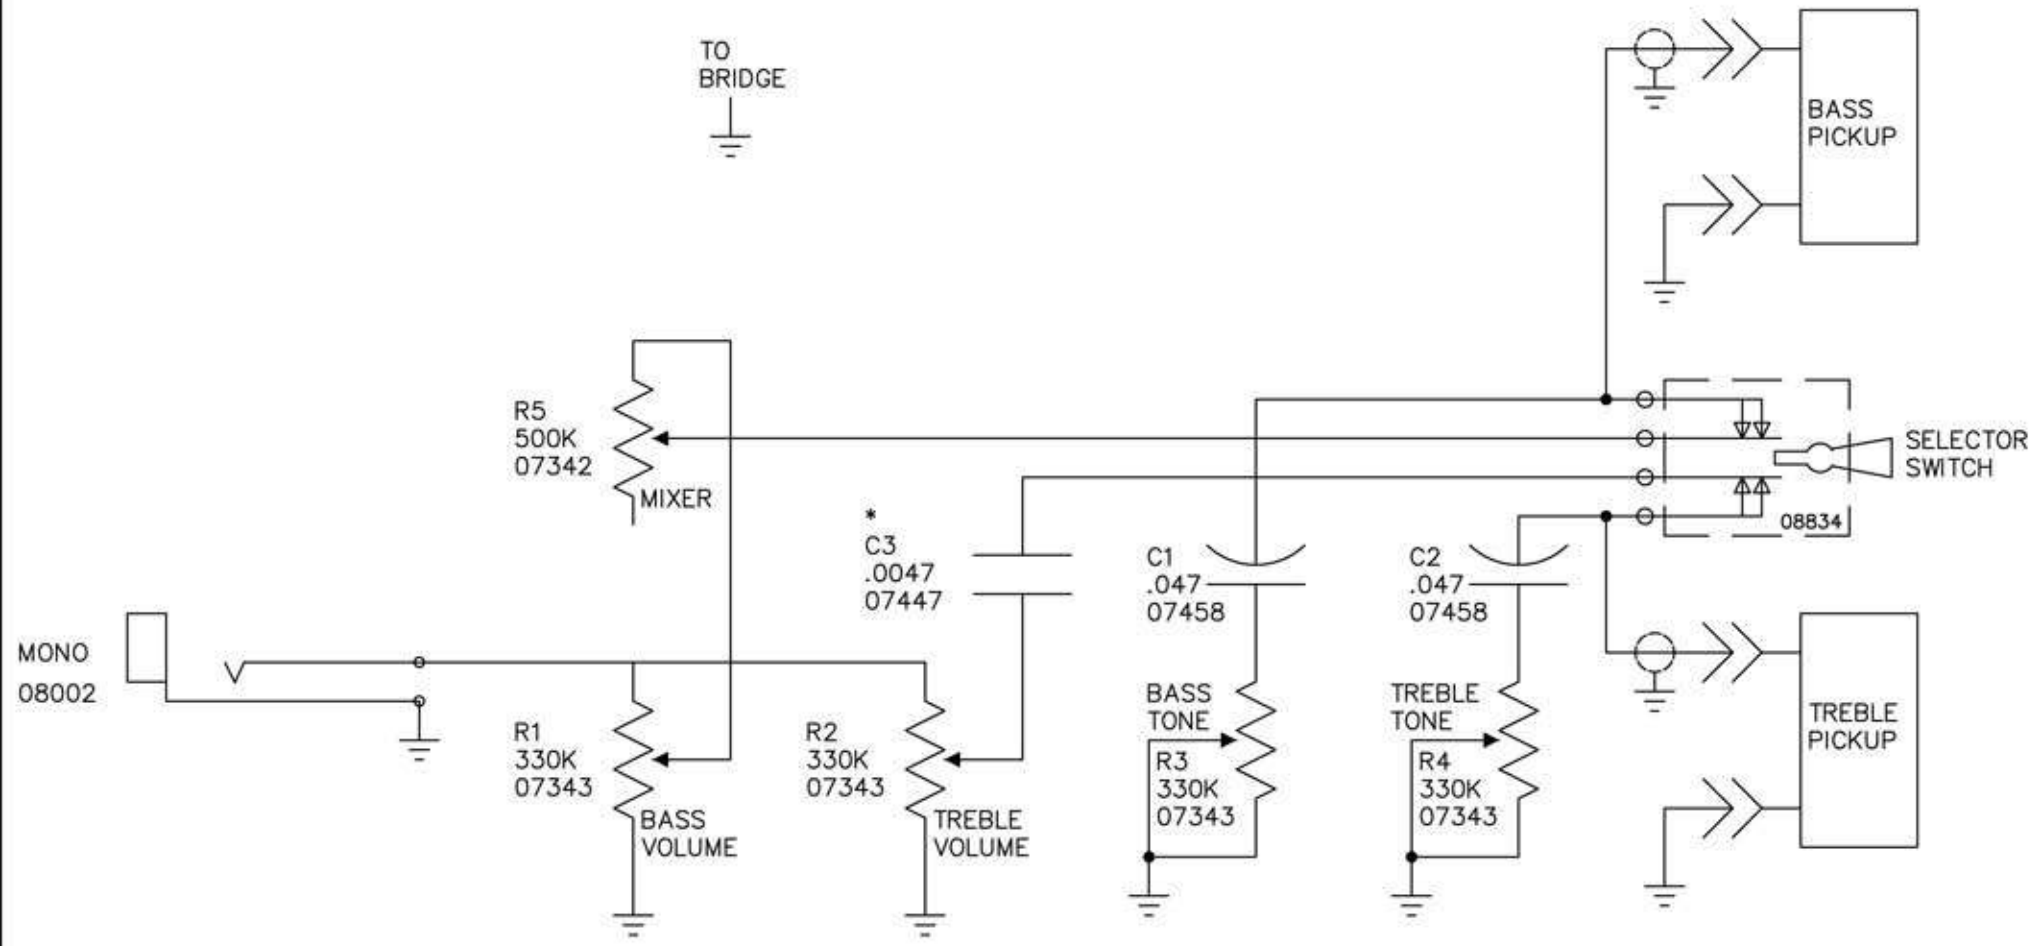 TO
BRIDGE
BASS
PICKUP
R5
500K
07342
MIXER
SELECTOR
SWITCH
08834
*
C3
.0047
07447
C1
.047
07458
C2
.047
07458
MONO
08002
R1
330K
07343
BASS
VOLUME
R2
330K
07343
TREBLE
VOLUME
BASS
TONE
R3
330K
07343
TREBLE
TONE
R4
330K
07343
TREBLE
PICKUP